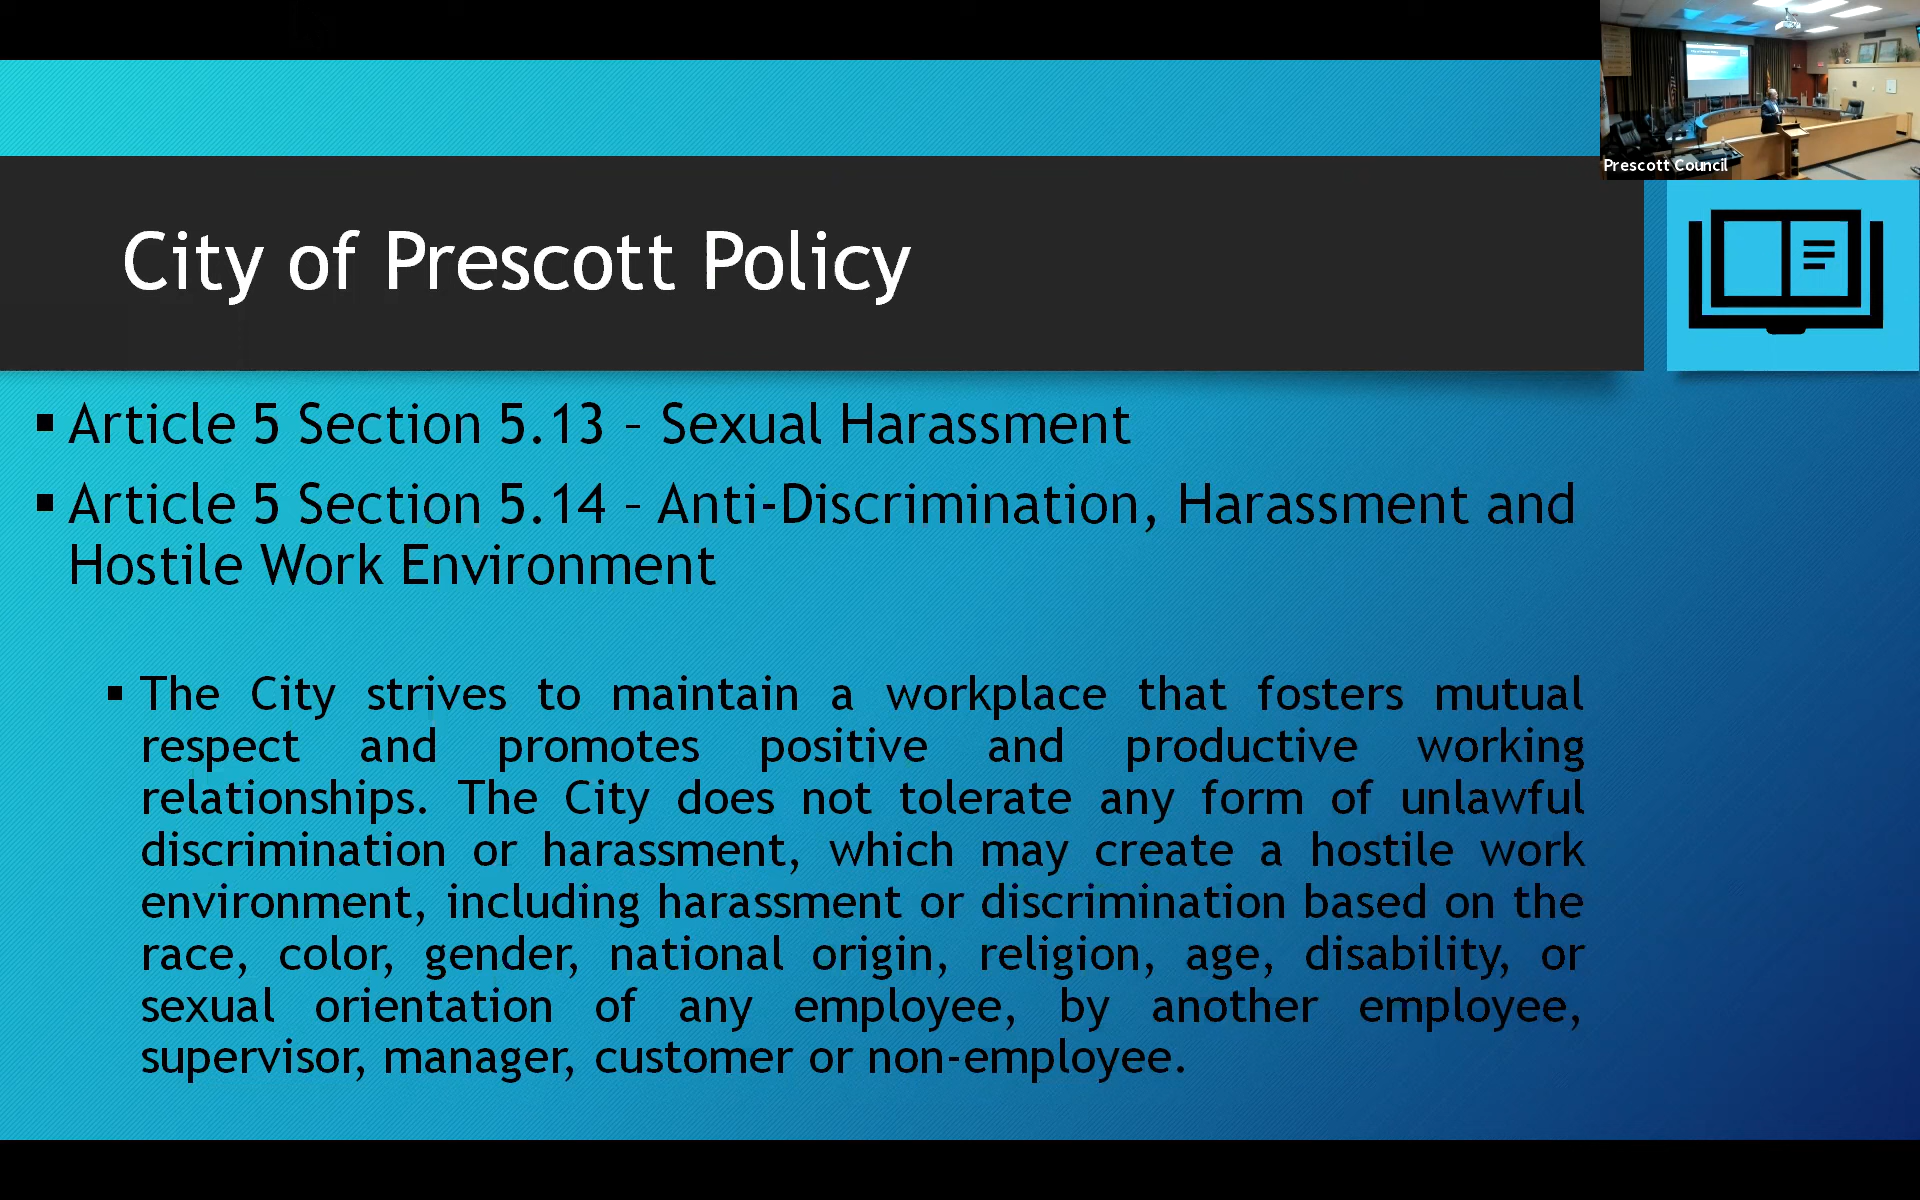 Prescott Council
City of Prescott Policy
▪ Article 5 Section 5.13 – Sexual Harassment
▪ Article 5 Section 5.14 – Anti-Discrimination, Harassment and
Hostile Work Environment
▪ The City strives to maintain a workplace that fosters mutual
respect and promotes positive and productive working
relationships. The City does not tolerate any form of unlawful
discrimination or harassment, which may create a hostile work
environment, including harassment or discrimination based on the
race, color, gender, national origin, religion, age, disability, or
sexual orientation of any employee, by another employee,
supervisor, manager, customer or non-employee.